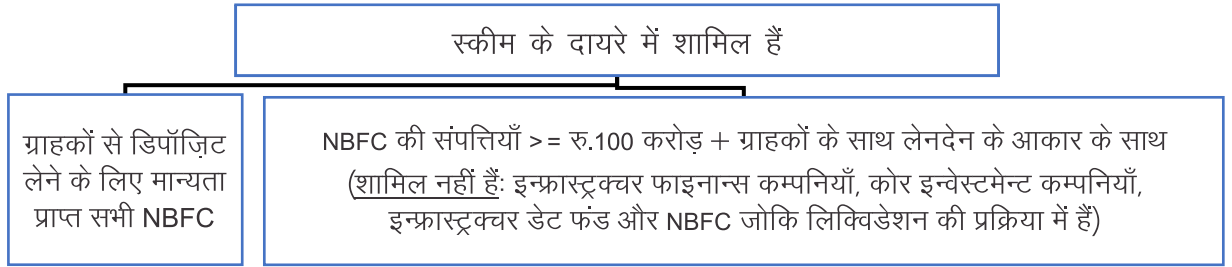 स्कीम के दायरे में शामिल हैं
ग्राहकों से डिपॉज़िट
लेने के लिए मान्यता
प्राप्त सभी NBFC
NBFC की संपत्तियाँ >= रु.100 करोड़ + ग्राहकों के साथ लेनदेन के आकार के साथ
(शामिल नहीं हैं: इन्फ्रास्ट्रक्चर फाइनान्स कम्पनियाँ, कोर इन्वेस्टमेन्ट कम्पनियाँ,
इन्फ्रास्ट्रक्चर डेट फंड और NBFC जोकि लिक्विडेशन की प्रक्रिया में हैं)